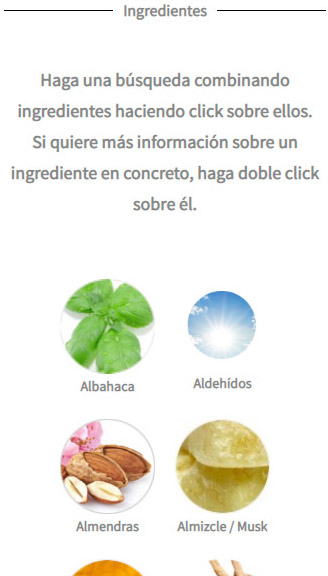 Ingredientes
Haga una búsqueda combinando
ingredientes haciendo click sobre ellos.
Si quiere más información sobre un
ingrediente en concreto, haga doble click
sobre él.
Albahaca
Aldehídos
Almendras
Almizcle / Musk